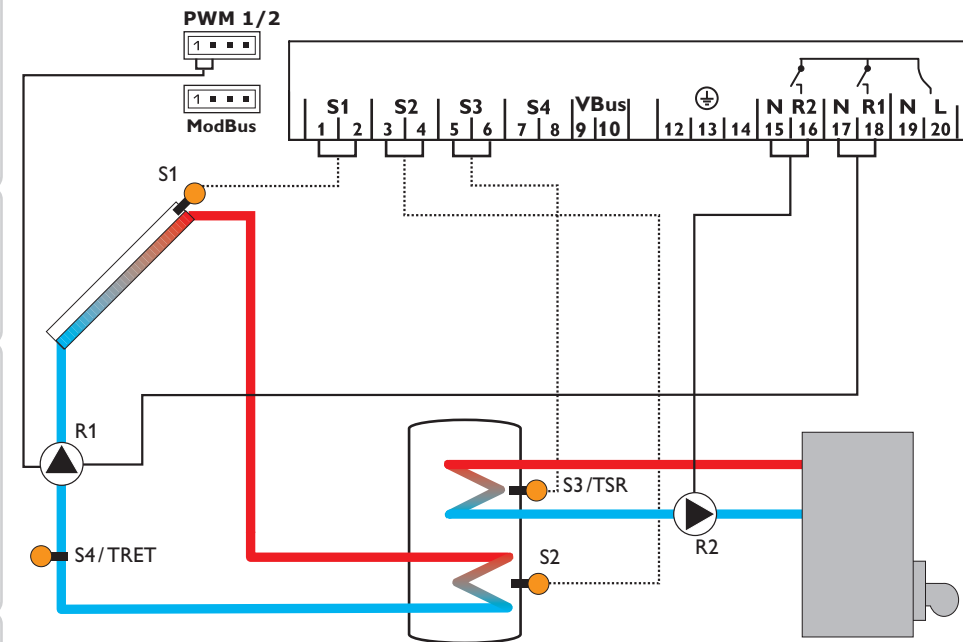 PWM 1/2
1
1
ModBus
S1 S2 S3 S4 VBus N R2 N R1 N L
1 2 3 4 5 6 7 8 9 10 12 13 14 15 16 17 18 19 20
S1
R1
S3/TSR
R2
S4/TRET
S2